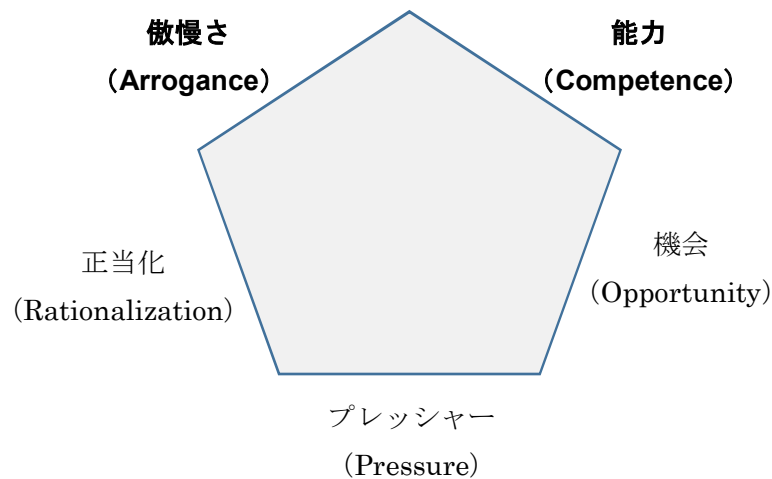 傲慢さ
（Arrogance）
能力
（Competence）
正当化
（Rationalization）
機会
（Opportunity）
プレッシャー
（Pressure）